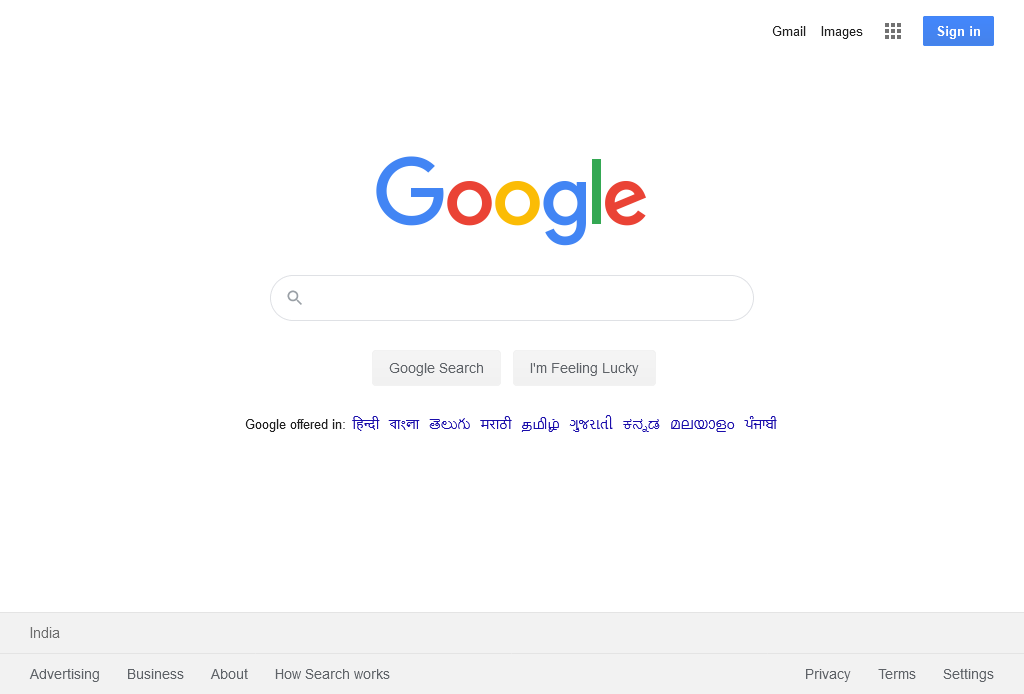 Gmail Images Sign in
Google
Google Search I'm Feeling Lucky
Google offered in: हिन्दी বাংলা తెలుగు मराठी தமிழ் ગુજરાતી ಕನ್ನಡ മലയാളം ਪੰਜਾਬੀ
India
Advertising Business About How Search works Privacy Terms Settings